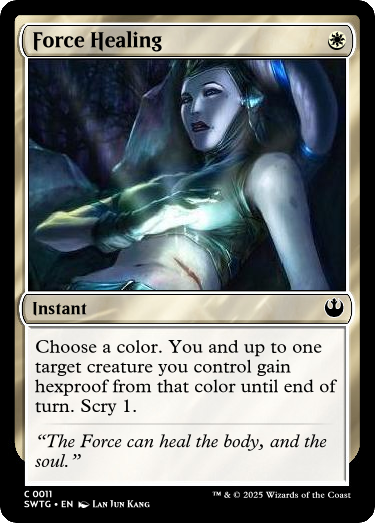 Force Healing
Instant
Choose a color. You and up to one
target creature you control gain
hexproof from that color until end of
turn. Scry 1.
“The Force can heal the body, and the
soul.”
C 0011
SWTG • EN Lan Jun Kang
™ & © 2025 Wizards of the Coast